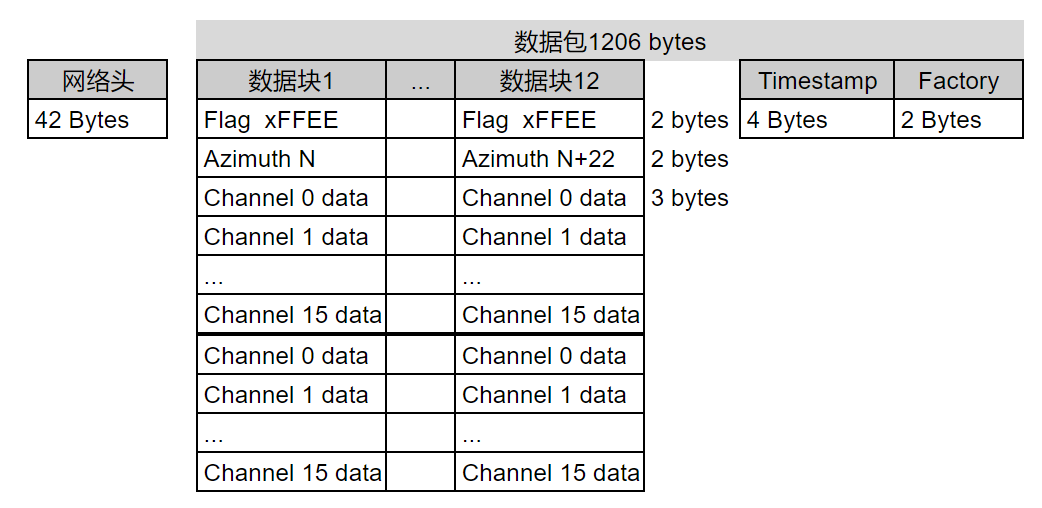 数据包1206 bytes
网络头 数据块1 ... 数据块12 Timestamp Factory
42 Bytes Flag xFFEE Flag xFFEE 2 bytes 4 Bytes 2 Bytes
Azimuth N Azimuth N+22 2 bytes
Channel 0 data Channel 0 data 3 bytes
Channel 1 data Channel 1 data
... ...
Channel 15 data Channel 15 data
Channel 0 data Channel 0 data
Channel 1 data Channel 1 data
... ...
Channel 15 data Channel 15 data